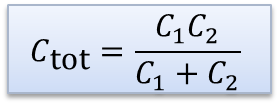 C_tot = C_1C_2 / (C_1 + C_2)